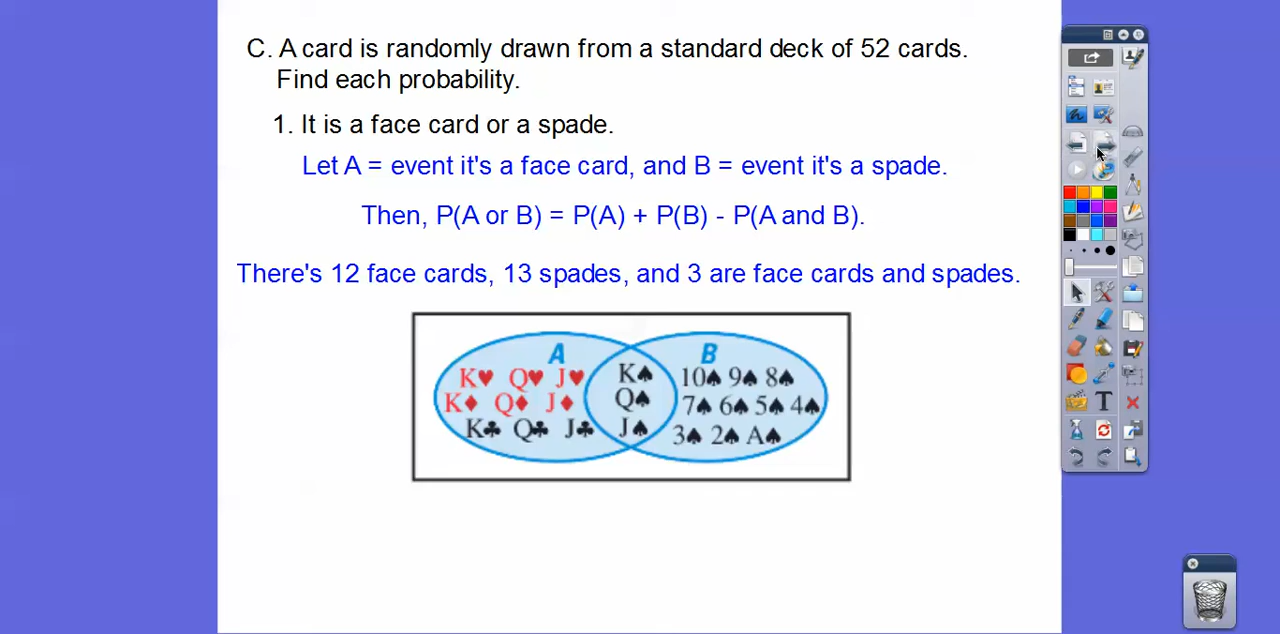 C. A card is randomly drawn from a standard deck of 52 cards.
Find each probability.
1. It is a face card or a spade.
Let A = event it's a face card, and B = event it's a spade.
Then, P(A or B) = P(A) + P(B) - P(A and B).
There's 12 face cards, 13 spades, and 3 are face cards and spades.
A
K♥ Q♥ J♥
K♦ Q♦ J♦
K♣ Q♣ J♣
K♠
Q♠
J♠
B
10♠ 9♠ 8♠
7♠ 6♠ 5♠ 4♠
3♠ 2♠ A♠
T